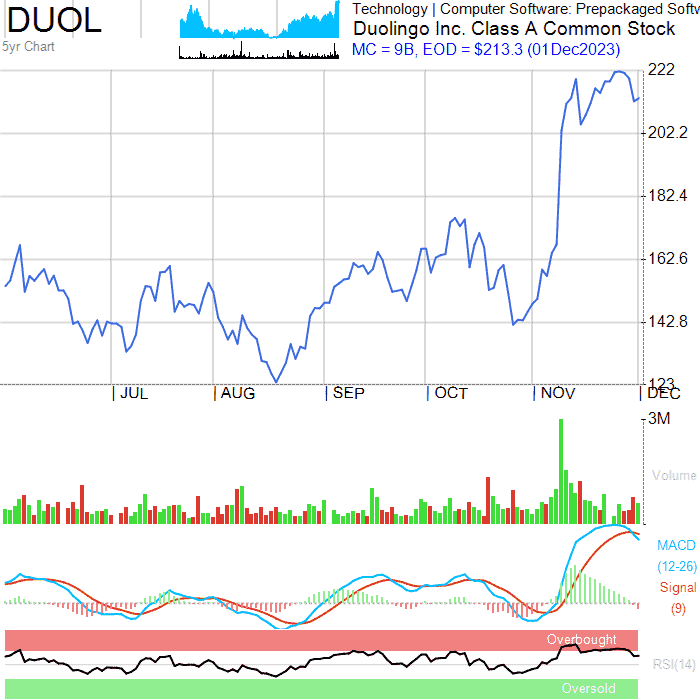 DUOL
5yr Chart
Technology | Computer Software: Prepackaged Softw
Duolingo Inc. Class A Common Stock
MC = 9B, EOD = $213.3 (01Dec2023)
222
202.2
182.4
162.6
142.8
123
JUL AUG SEP OCT NOV DEC
3M
Volume
MACD
(12-26)
Signal
(9)
Overbought
RSI(14)
Oversold